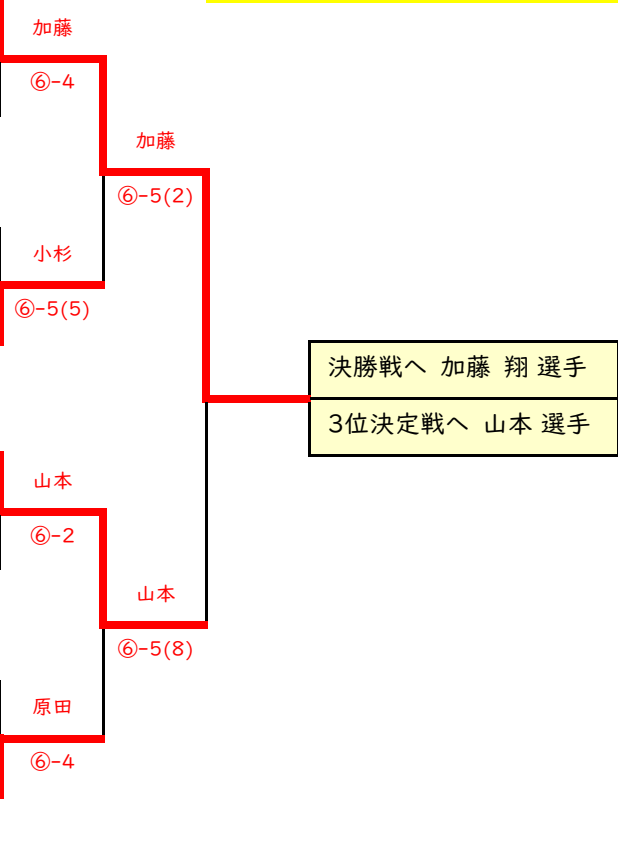 加藤
⑥-4
加藤
⑥-5(2)
小杉
⑥-5(5)
決勝戦へ 加藤 翔 選手
3位決定戦へ 山本 選手
山本
⑥-2
山本
⑥-5(8)
原田
⑥-4